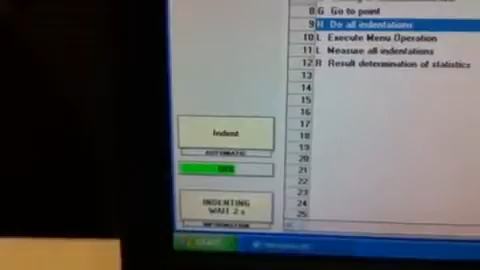 8 G Go to point
9 H Do all indentations
10 L Execute Menu Operation
11 L Measure all indentations
12 R Result determination of statistics
13
14
15
16
17
18
19
20
21
22
23
24
25
Indent
AUTOMATIC
INDENTING
WAIT 2 s
INFORMATION